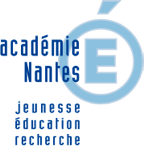 académie
Nantes
É
jeunesse
éducation
recherche